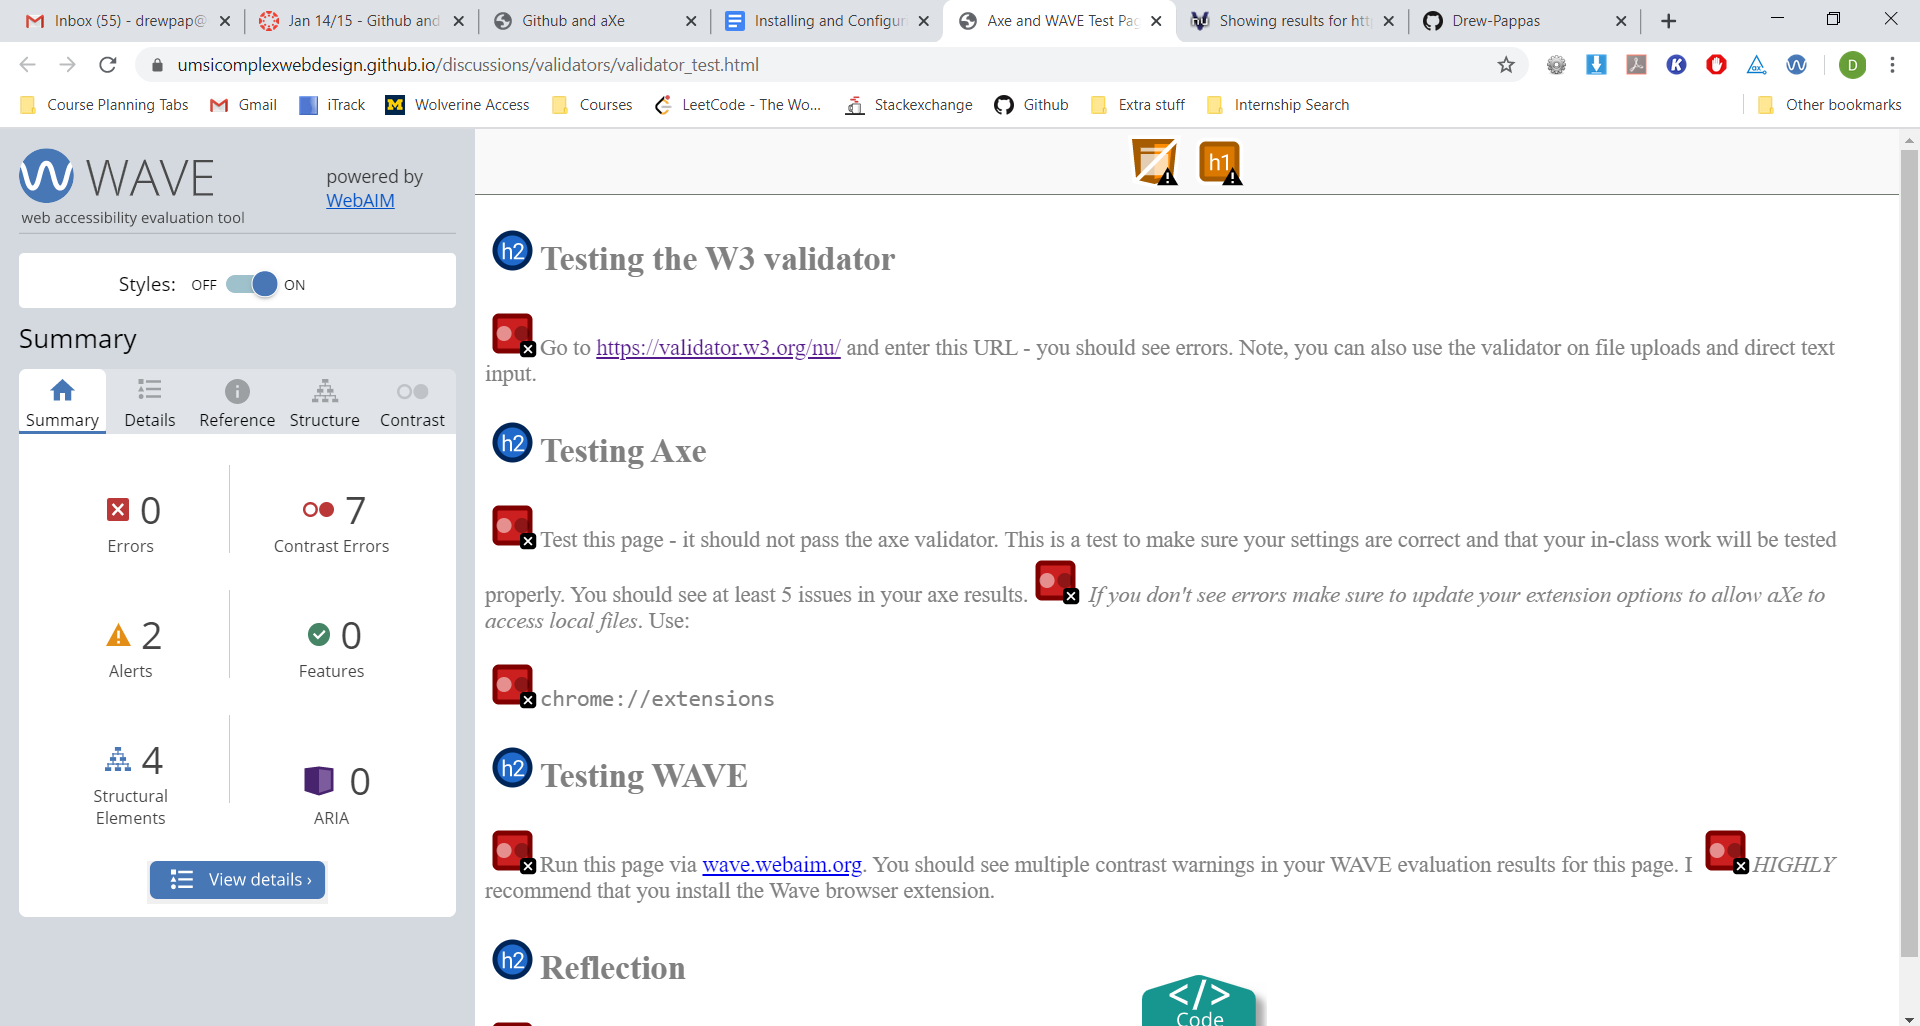 Inbox (55) - drewpap@
Jan 14/15 - Github and
Github and aXe
Installing and Configur
Axe and WAVE Test Pag
Showing results for htt
Drew-Pappas
umsicomplexwebdesign.github.io/discussions/validators/validator_test.html
D
Course Planning Tabs
Gmail
iTrack
Wolverine Access
Courses
LeetCode - The Wo...
Stackexchange
Github
Extra stuff
Internship Search
Other bookmarks
WAVE
web accessibility evaluation tool
powered by
WebAIM
Styles: OFF ON
Summary
Summary
Details
Reference
Structure
Contrast
0
Errors
7
Contrast Errors
2
Alerts
0
Features
4
Structural
Elements
0
ARIA
View details ›
h1
h2 Testing the W3 validator
Go to https://validator.w3.org/nu/ and enter this URL - you should see errors. Note, you can also use the validator on file uploads and direct text
input.
h2 Testing Axe
Test this page - it should not pass the axe validator. This is a test to make sure your settings are correct and that your in-class work will be tested
properly. You should see at least 5 issues in your axe results. If you don't see errors make sure to update your extension options to allow aXe to
access local files. Use:
chrome://extensions
h2 Testing WAVE
Run this page via wave.webaim.org. You should see multiple contrast warnings in your WAVE evaluation results for this page. I HIGHLY
recommend that you install the Wave browser extension.
h2 Reflection
</>
Code